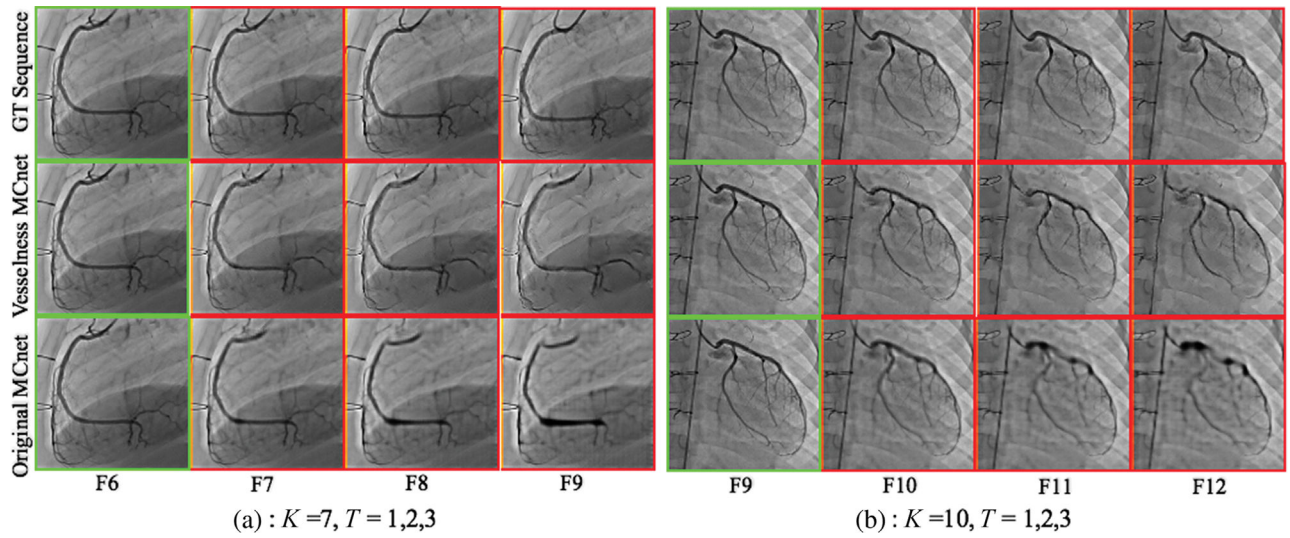 GT Sequence
Vesselness MCnet
Original MCnet
F6 F7 F8 F9
F9 F10 F11 F12
(a) : K =7, T = 1,2,3
(b) : K =10, T = 1,2,3